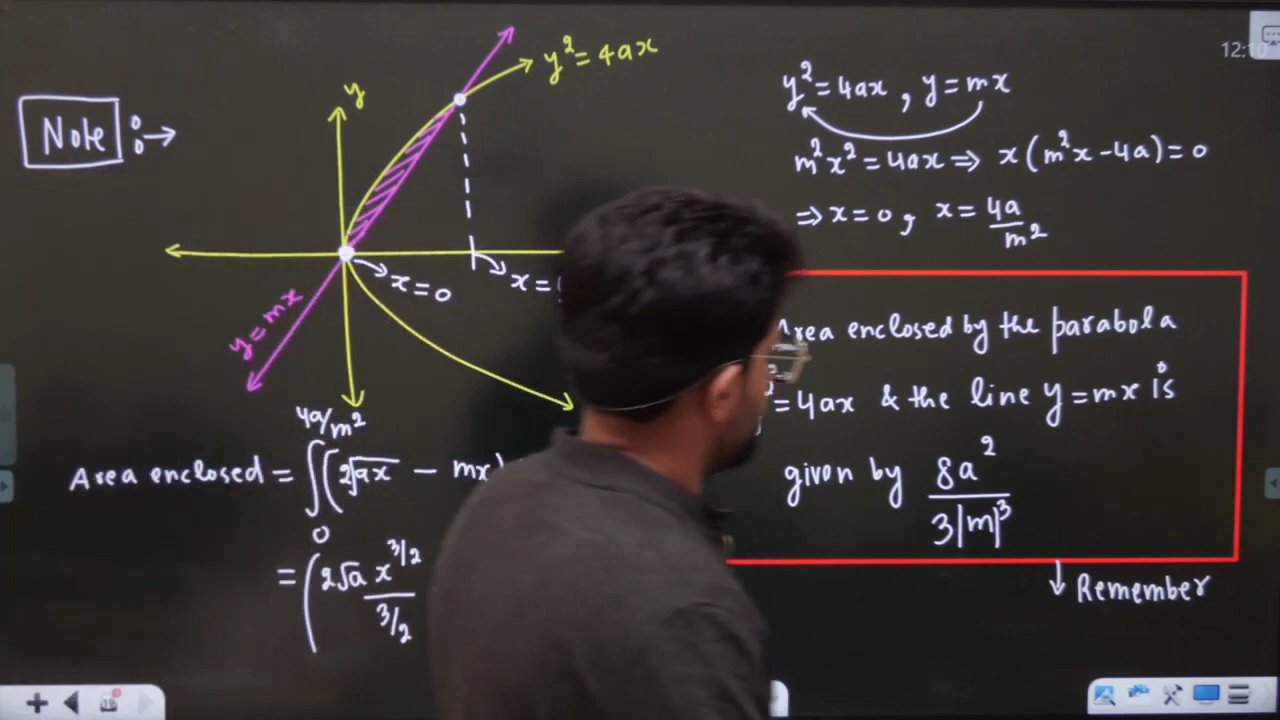 12:10
Note :→
y
y² = 4ax
y = mx
x = 0
x =
y² = 4ax , y = mx
m²x² = 4ax ⇒ x(m²x - 4a) = 0
⇒ x = 0, x = 4a/m²
Area enclosed by the parabola
= 4ax & the line y = mx is
given by 8a²/3|m|³
↓ Remember
Area enclosed = ∫₀^(4a/m²) (2√ax - mx
= (2√a x^(3/2)/(3/2)